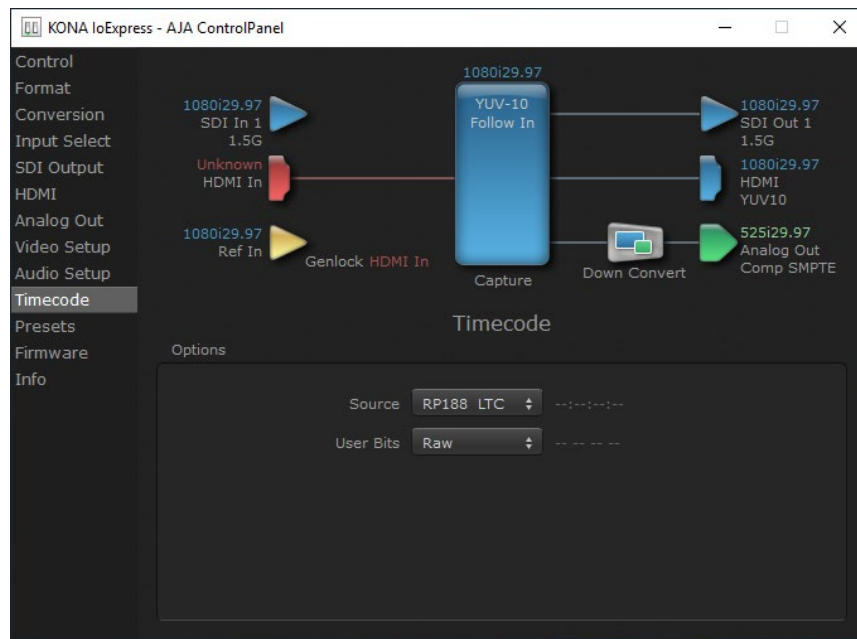 KONA IoExpress - AJA ControlPanel
Control
Format
Conversion
Input Select
SDI Output
HDMI
Analog Out
Video Setup
Audio Setup
Timecode
Presets
Firmware
Info
1080i29.97
YUV-10
Follow In
Capture
1080i29.97
SDI In 1
1.5G
Unknown
HDMI In
1080i29.97
Ref In
Genlock HDMI In
1080i29.97
SDI Out 1
1.5G
1080i29.97
HDMI
YUV10
Down Convert
525i29.97
Analog Out
Comp SMPTE
Timecode
Options
Source RP188 LTC --:--:--:--
User Bits Raw -- -- -- --